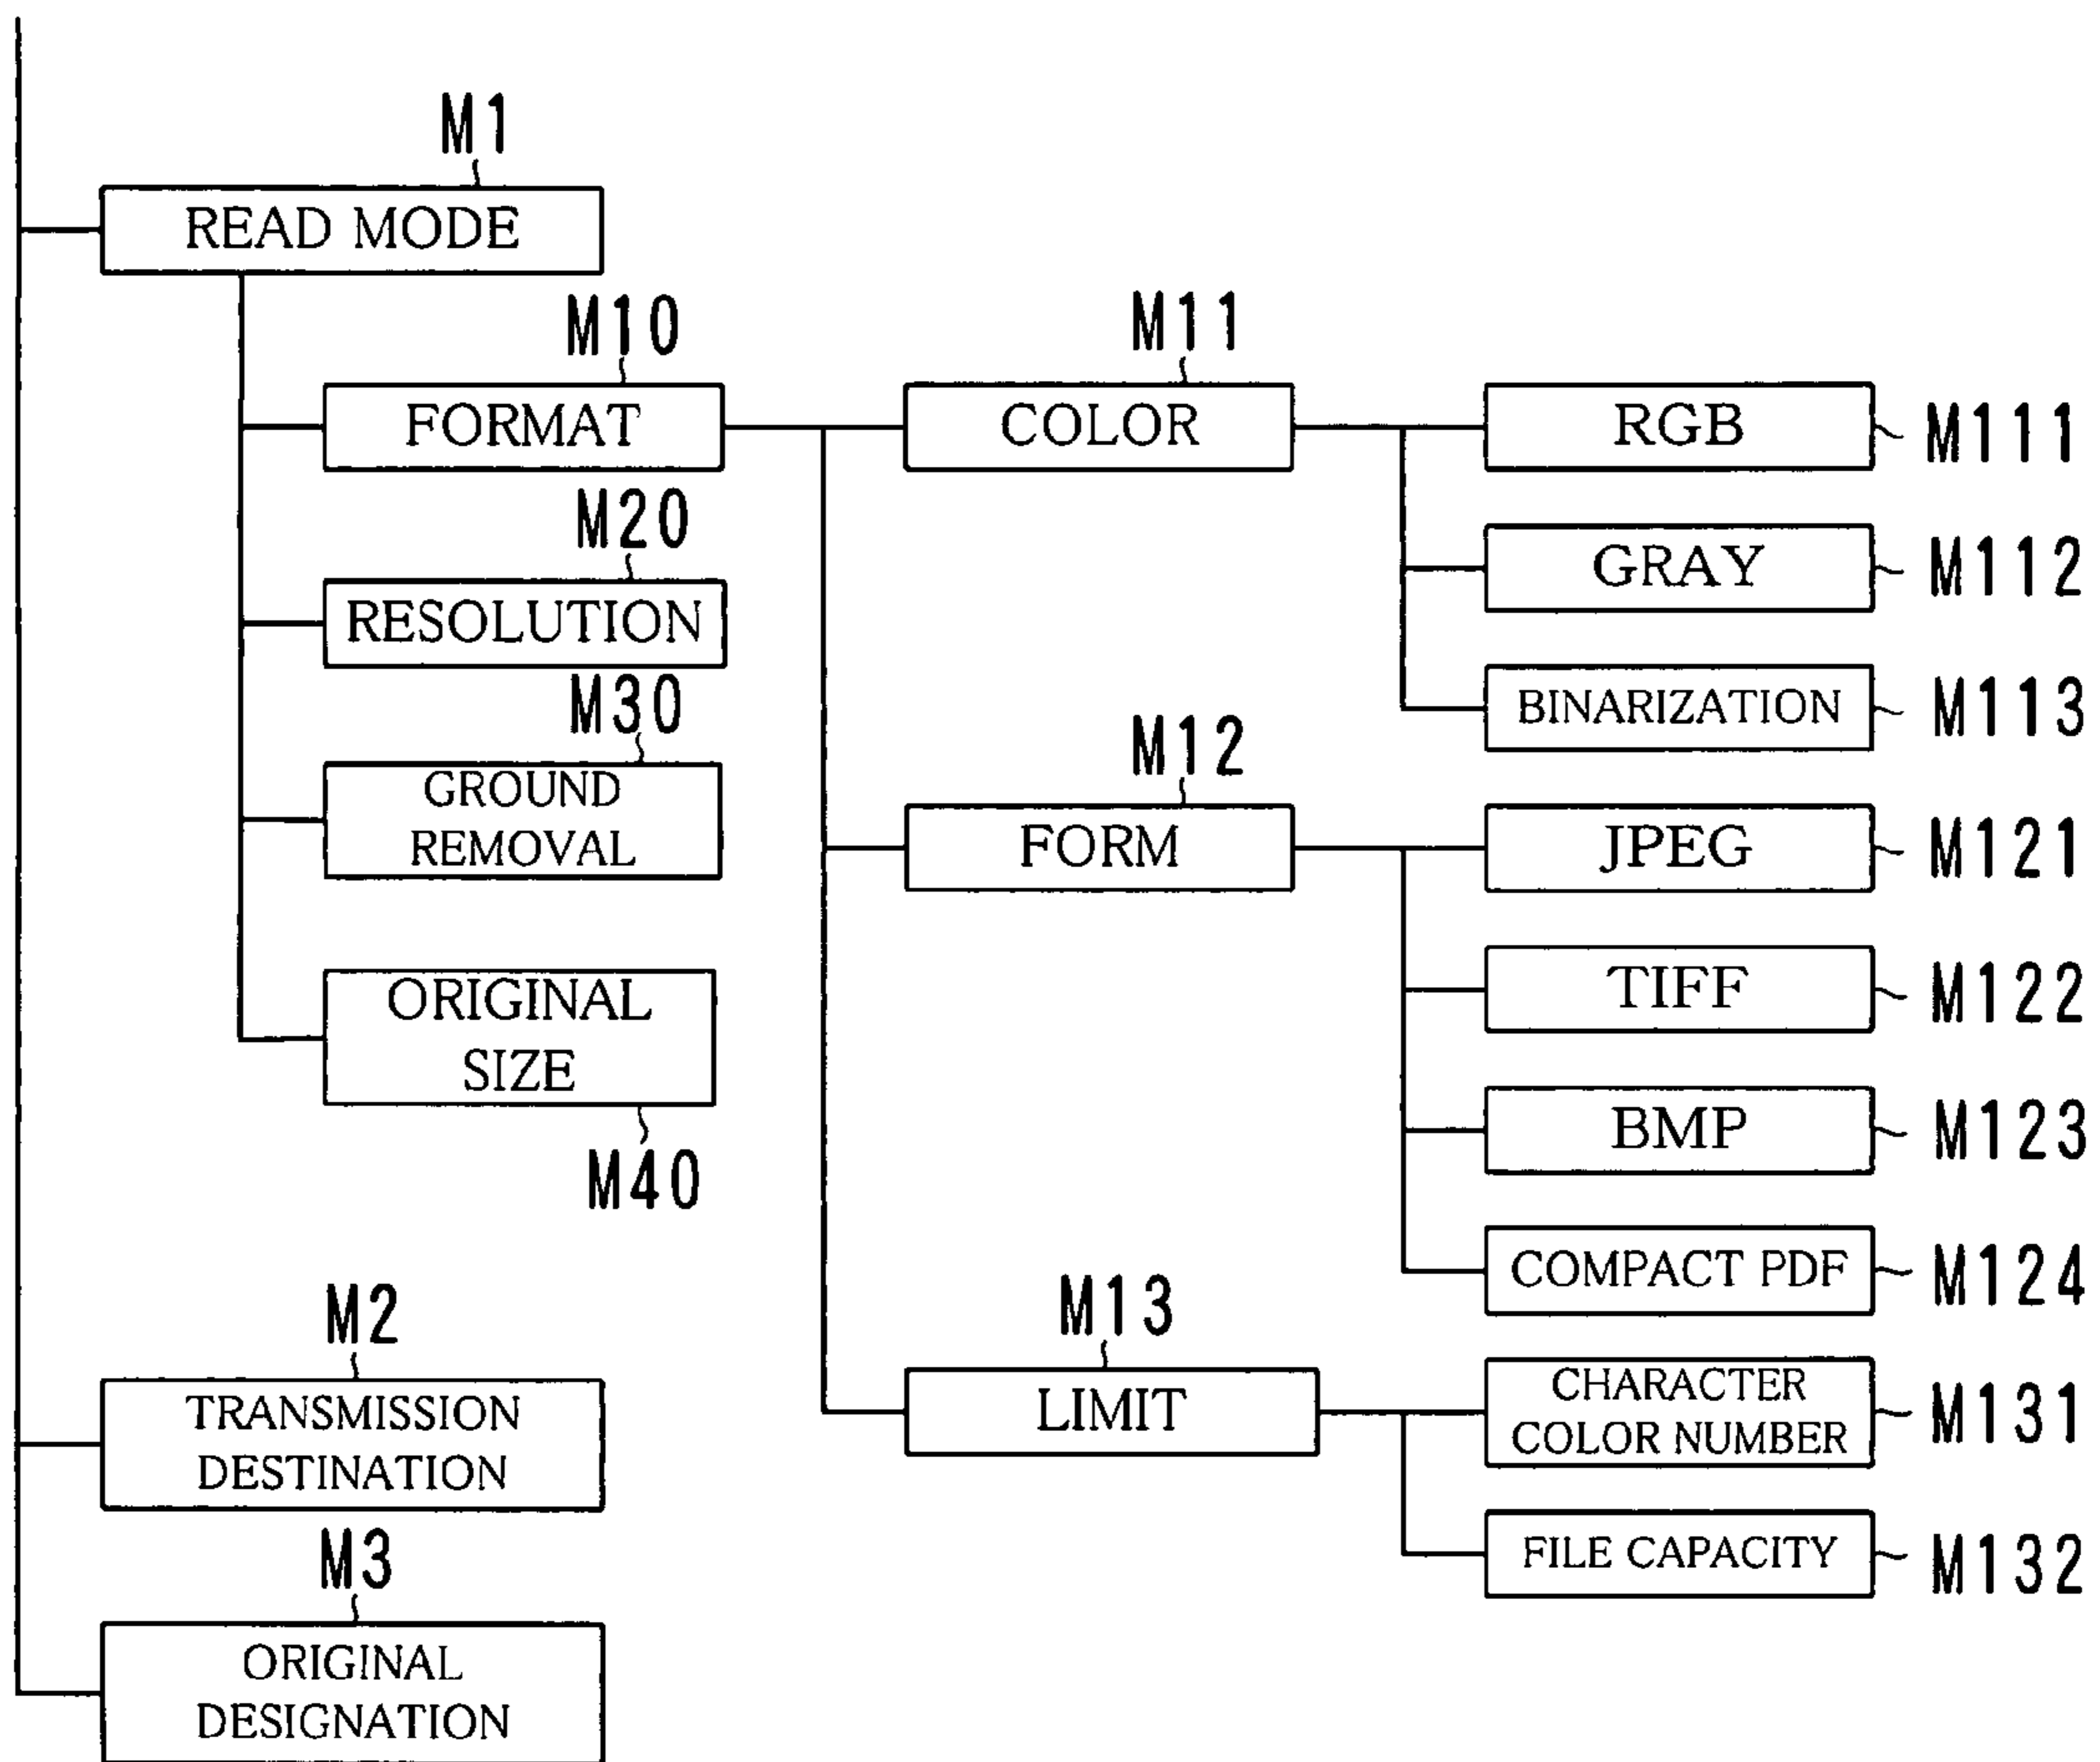 M1
READ MODE
M10
FORMAT
M11
COLOR
RGB
M111
M20
RESOLUTION
GRAY
M112
M30
GROUND
REMOVAL
BINARIZATION
M113
M12
FORM
JPEG
M121
ORIGINAL
SIZE
M40
TIFF
M122
BMP
M123
COMPACT PDF
M124
M2
TRANSMISSION
DESTINATION
M13
LIMIT
CHARACTER
COLOR NUMBER
M131
M3
ORIGINAL
DESIGNATION
FILE CAPACITY
M132